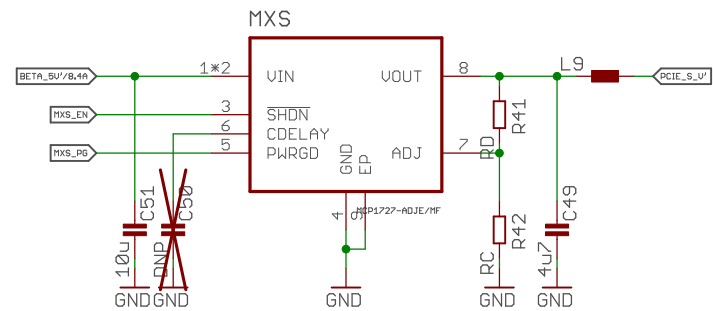 MXS
BETA_5V'/8.4A
1*2
VIN
VOUT
8
L9
PCIE_S_V'
MXS_EN
3
SHDN
6
CDELAY
MXS_PG
5
PWRGD
GND
EP
ADJ
7
RD
R41
4
9
MCP1727-ADJE/MF
C51
10u
C50
DNP
RC
R42
C49
4u7
GND
GND
GND
GND
GND